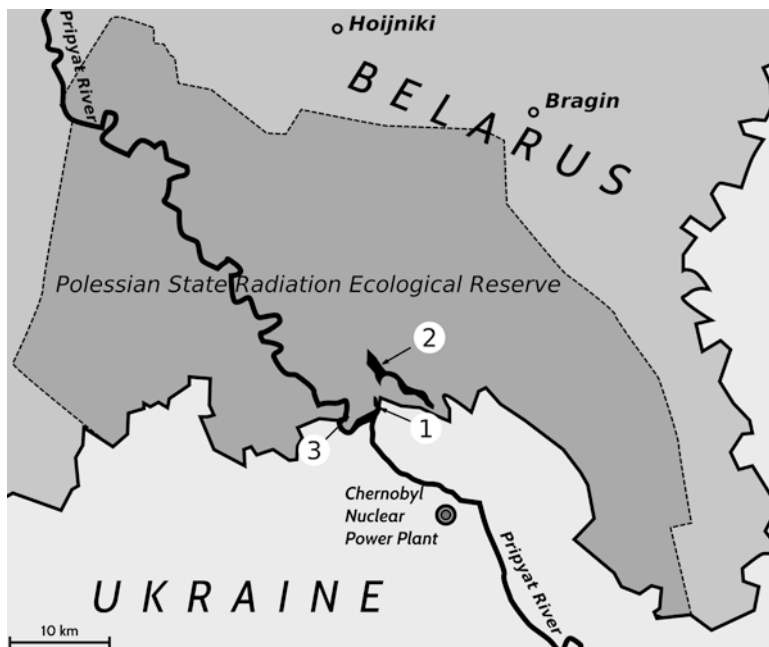 Hoijniki
Pripyat River
BELARUS
Bragin
Polessian State Radiation Ecological Reserve
2
1
3
Chernobyl
Nuclear
Power Plant
Pripyat River
UKRAINE
10 km